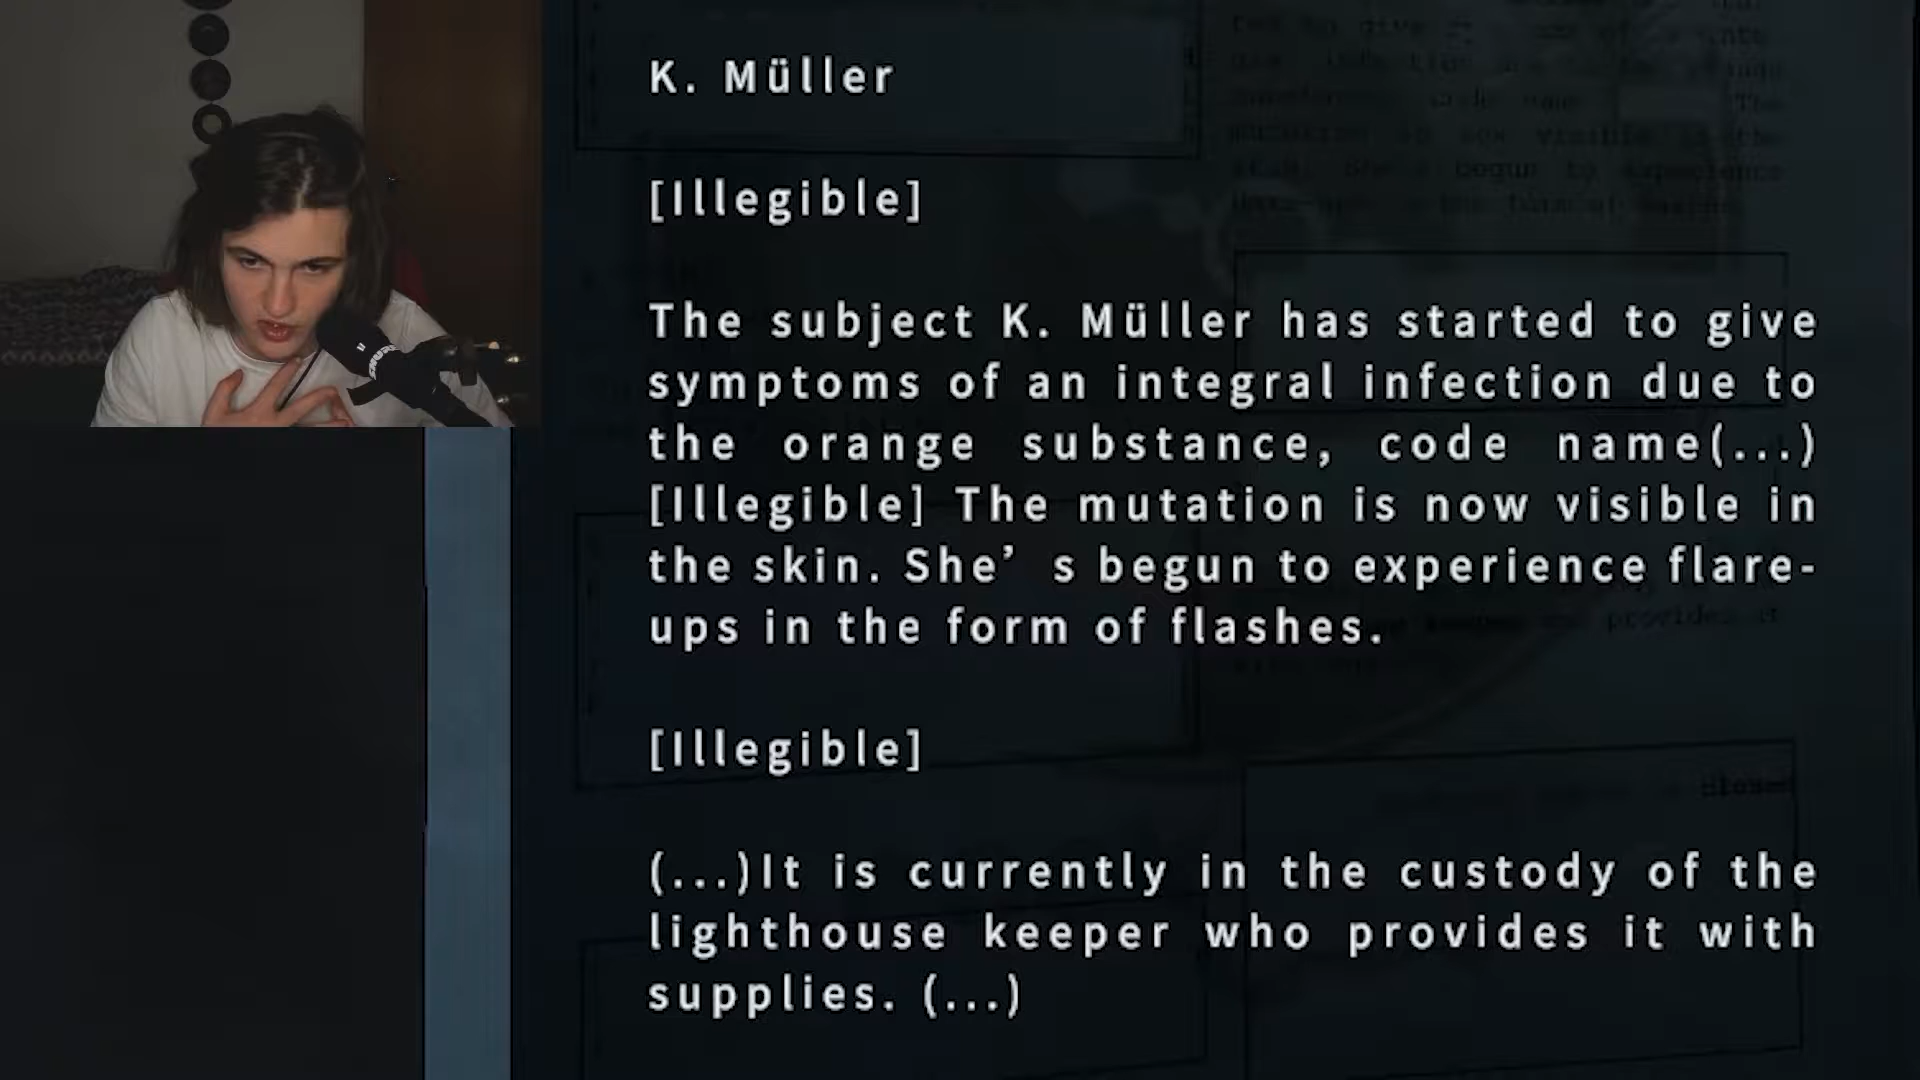 K. Müller
[Illegible]
The subject K. Müller has started to give
symptoms of an integral infection due to
the orange substance, code name(...)
[Illegible] The mutation is now visible in
the skin. She’ s begun to experience flare-
ups in the form of flashes.
[Illegible]
(...)It is currently in the custody of the
lighthouse keeper who provides it with
supplies. (...)